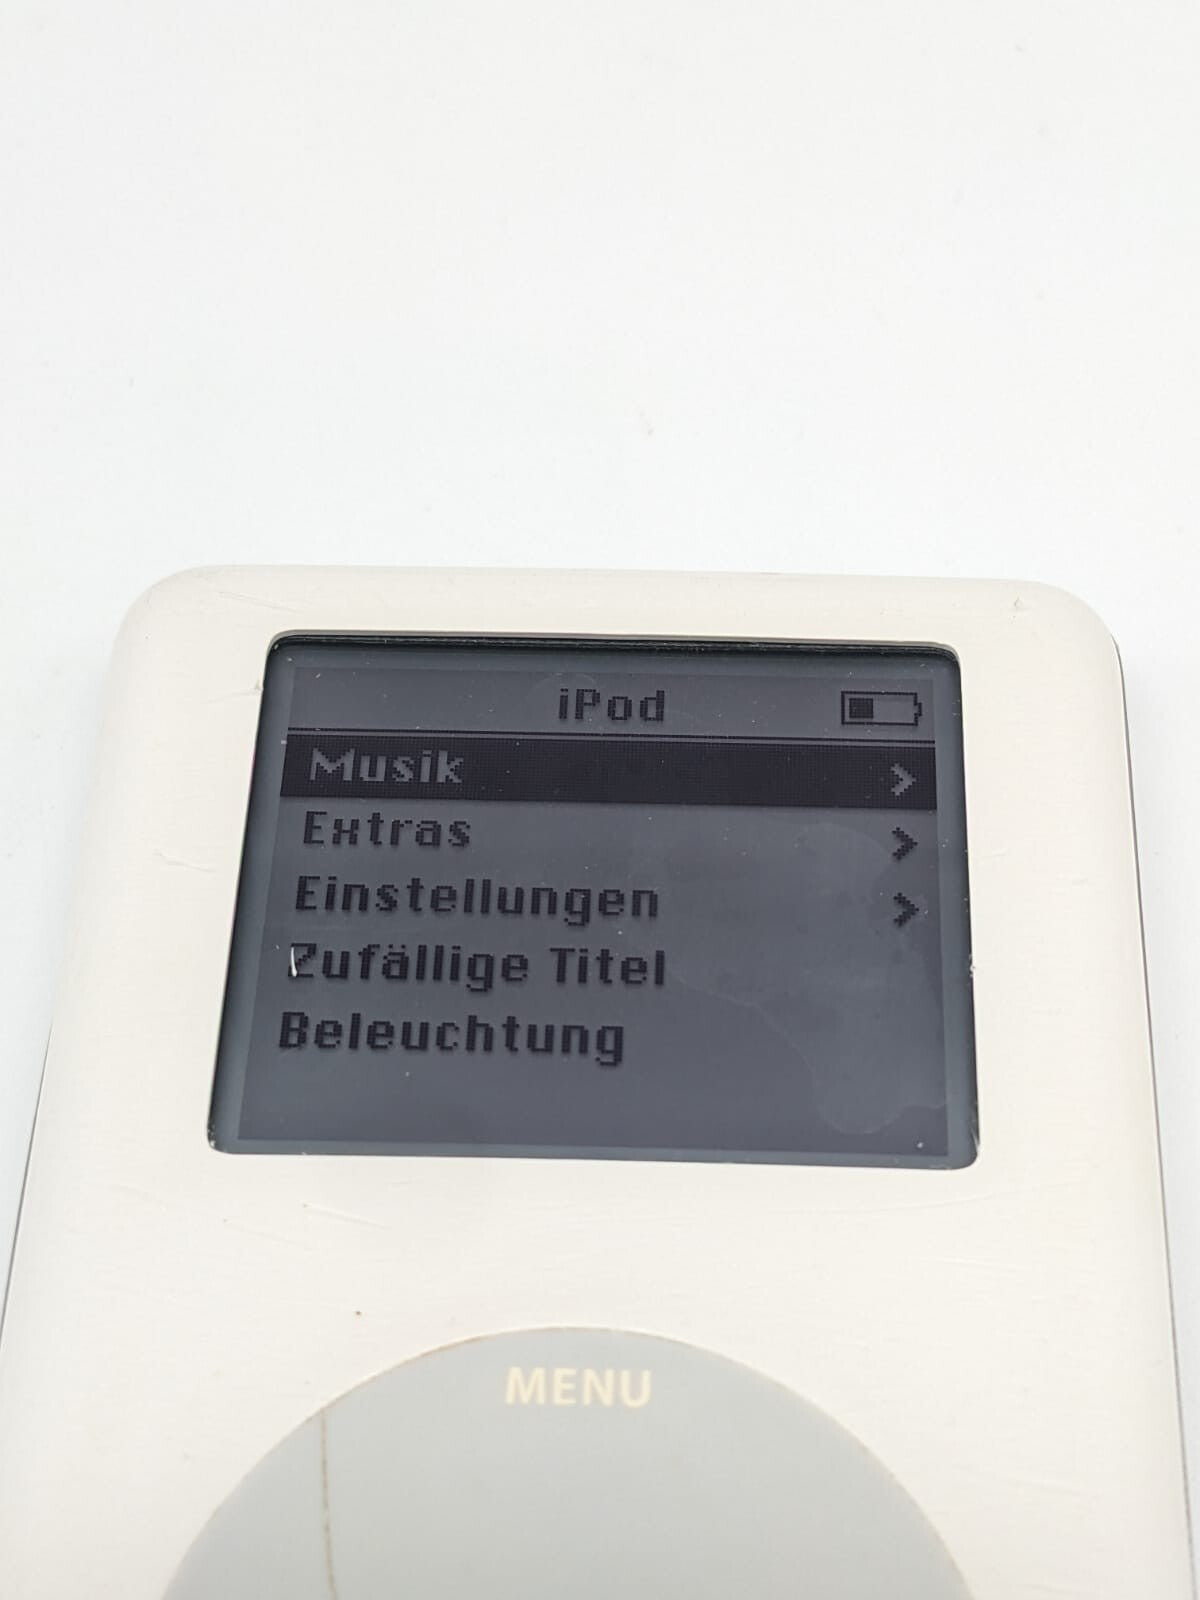 iPod
Musik
Extras
Einstellungen
Zufällige Titel
Beleuchtung
MENU